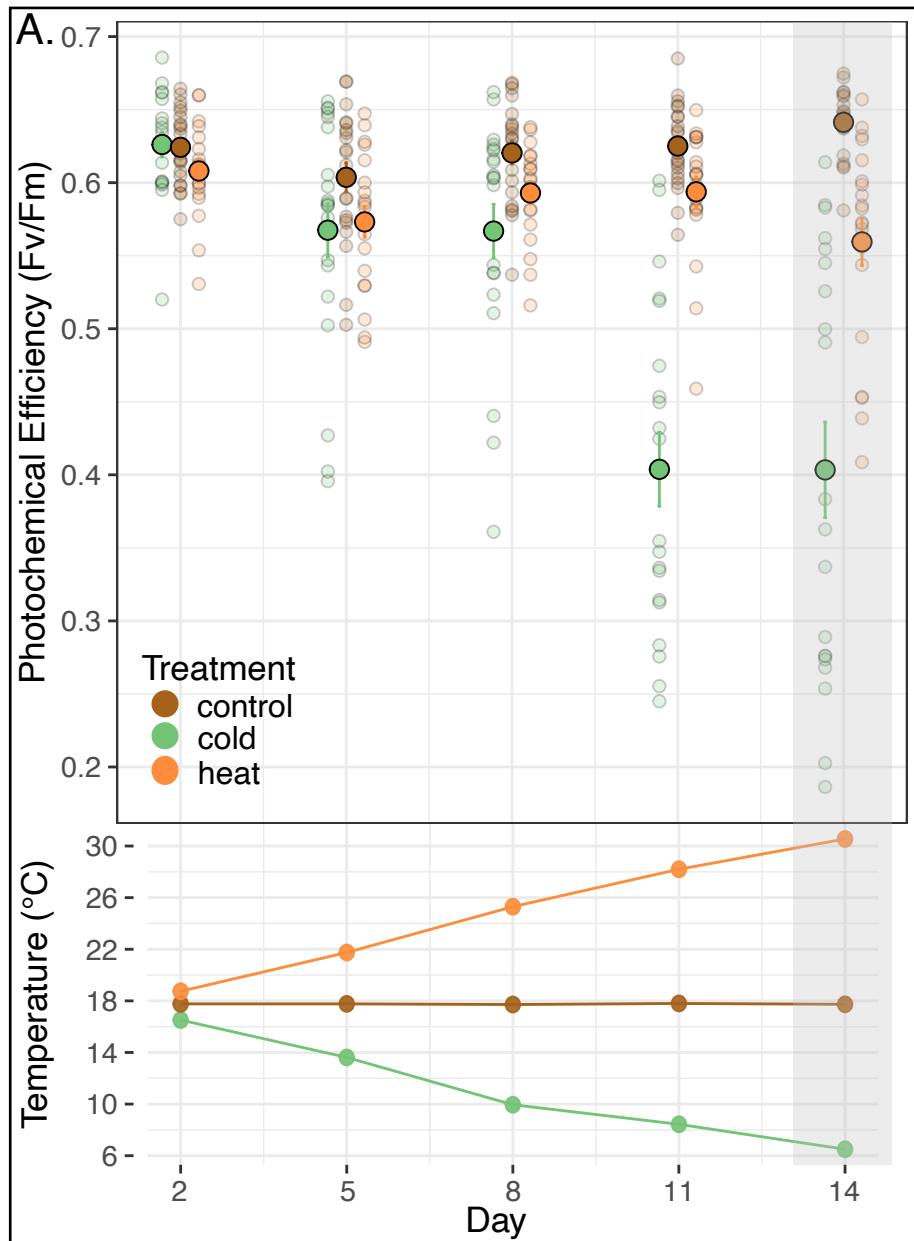 A.
Photochemical Efficiency (Fv/Fm)
0.7
0.6
0.5
0.4
0.3
0.2
Treatment
control
cold
heat
Temperature (°C)
30
26
22
18
14
10
6
2 5 8 11 14
Day